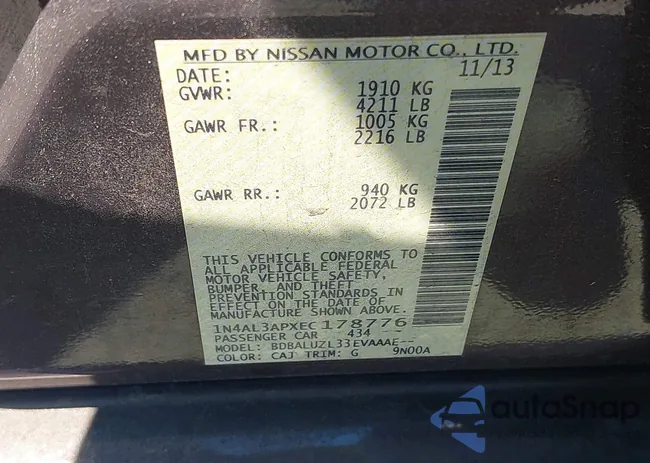 MFD BY NISSAN MOTOR CO., LTD.
DATE: 11/13
GVWR: 1910 KG
4211 LB
GAWR FR.: 1005 KG
2216 LB
GAWR RR.: 940 KG
2072 LB
THIS VEHICLE CONFORMS TO
ALL APPLICABLE FEDERAL
MOTOR VEHICLE SAFETY,
BUMPER, AND THEFT
PREVENTION STANDARDS IN
EFFECT ON THE DATE OF
MANUFACTURE SHOWN ABOVE.
1N4AL3APXEC178776
PASSENGER CAR 434 --
MODEL: BDBALUZL33EVAAAE--
COLOR: CAJ TRIM: G 9N00A
autoSnap